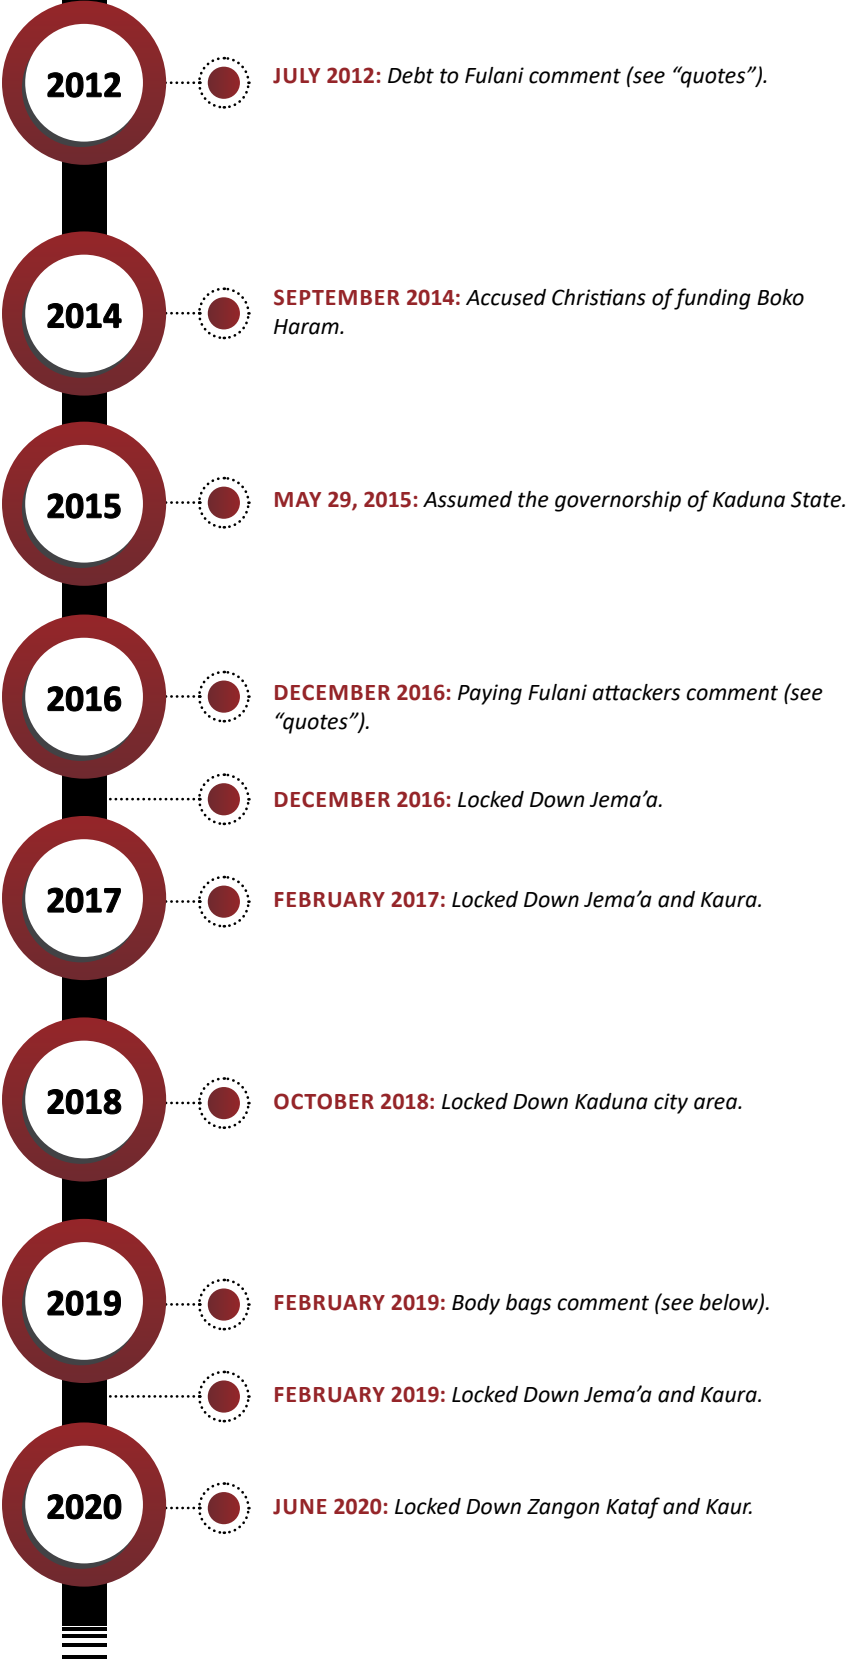 2012
JULY 2012: Debt to Fulani comment (see “quotes”).
2014
SEPTEMBER 2014: Accused Christians of funding Boko
Haram.
2015
MAY 29, 2015: Assumed the governorship of Kaduna State.
2016
DECEMBER 2016: Paying Fulani attackers comment (see
“quotes”).
DECEMBER 2016: Locked Down Jema’a.
2017
FEBRUARY 2017: Locked Down Jema’a and Kaura.
2018
OCTOBER 2018: Locked Down Kaduna city area.
2019
FEBRUARY 2019: Body bags comment (see below).
FEBRUARY 2019: Locked Down Jema’a and Kaura.
2020
JUNE 2020: Locked Down Zangon Kataf and Kaur.